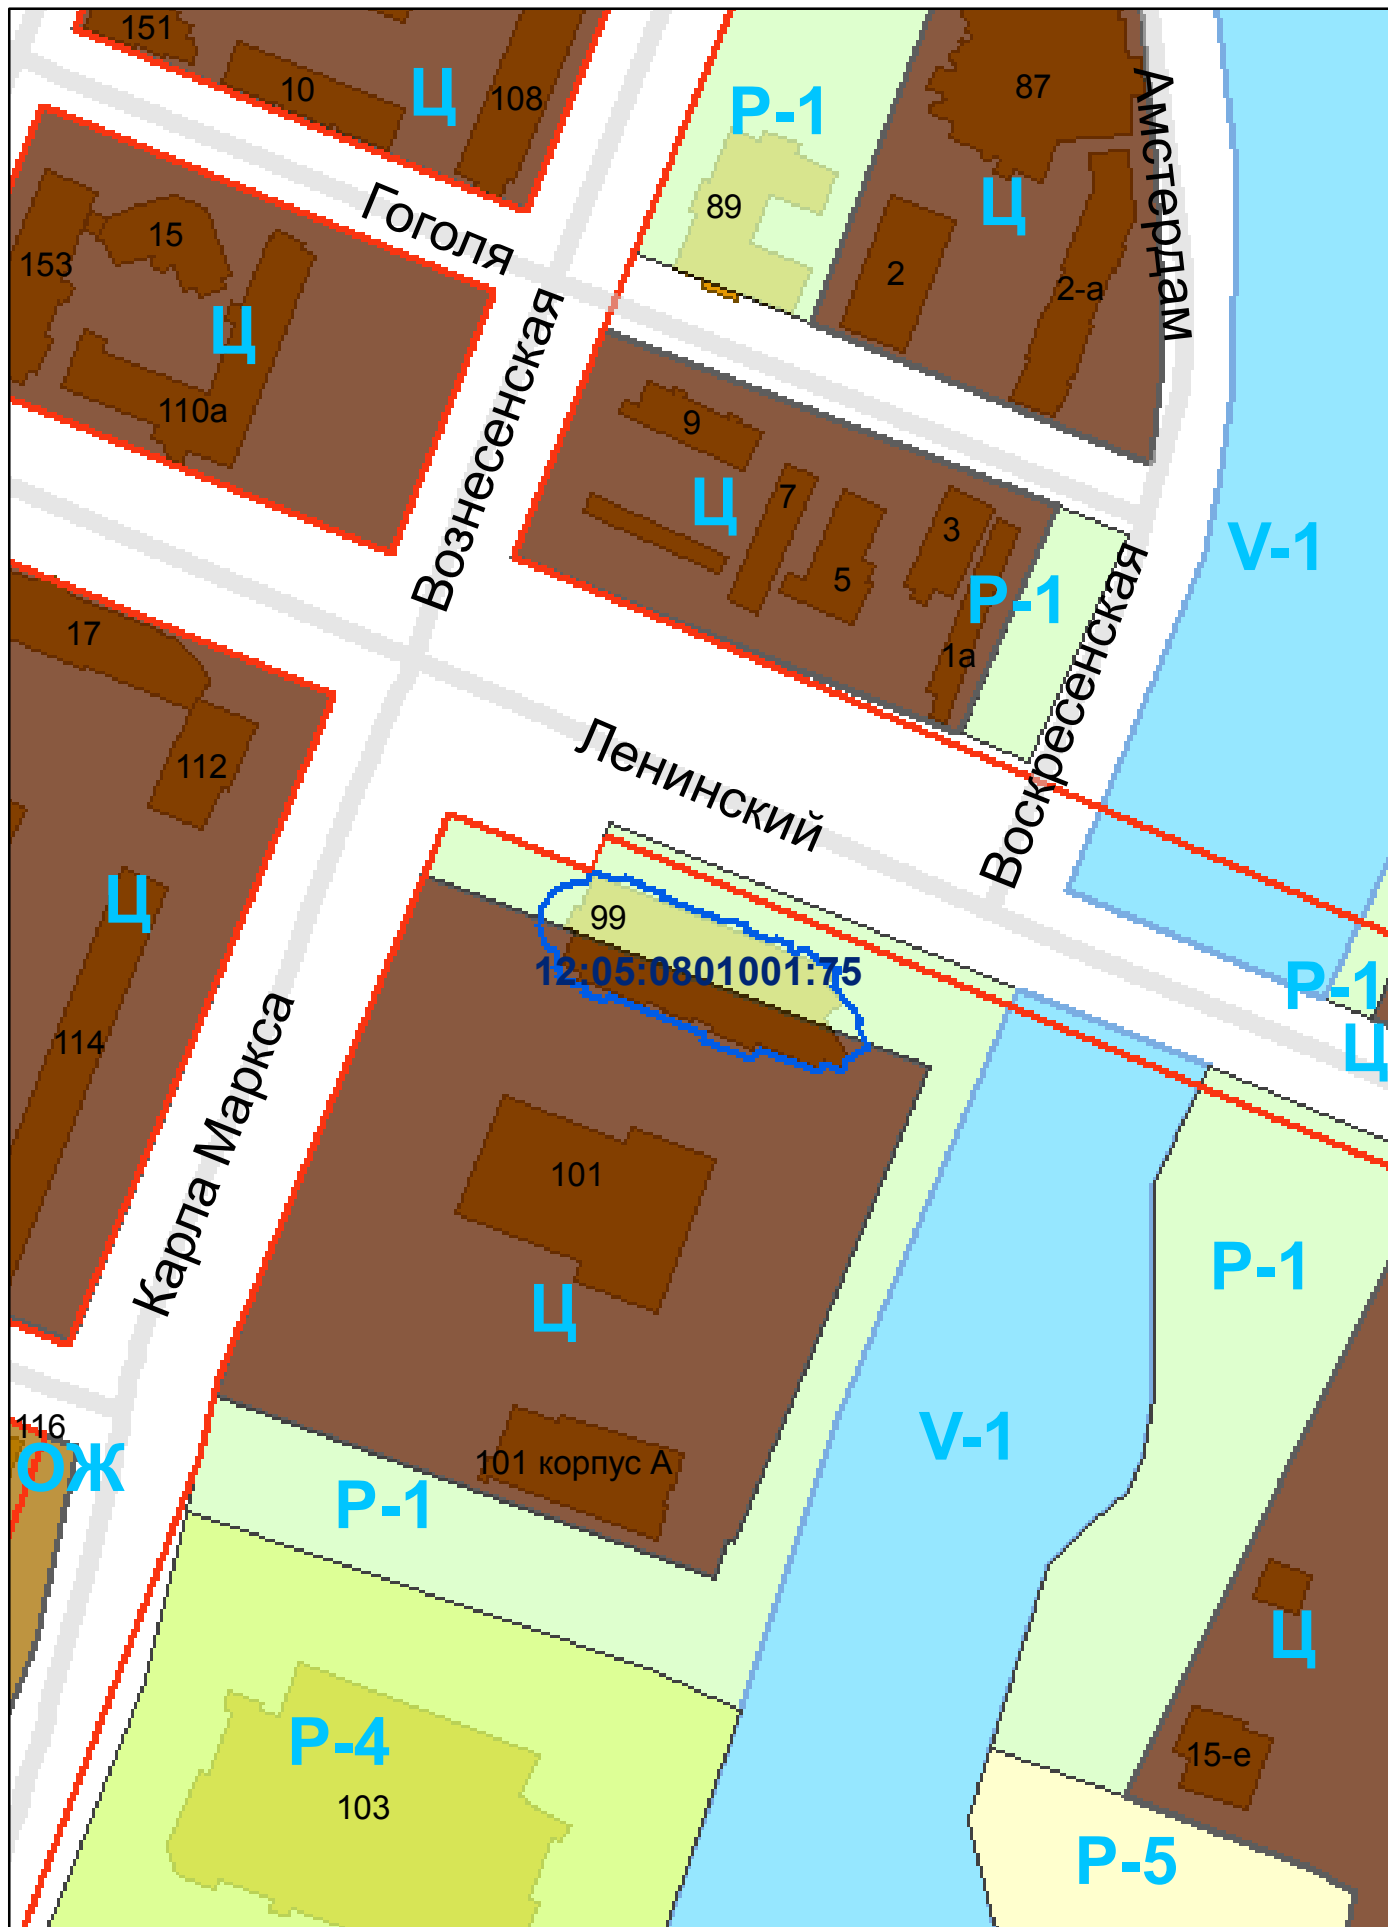 151
10
Ц
108
Р-1
87
Амстердам
Гоголя
89
Ц
153
15
2
2-а
Ц
110а
Вознесенская
9
Ц
7
3
5
Р-1
1а
V-1
Воскресенская
17
112
Ленинский
Ц
99
12:05:0801001:75
Р-1
Ц
114
Карла Маркса
101
Ц
Р-1
V-1
116
ОЖ
101 корпус А
Р-1
Ц
Р-4
103
15-е
Р-5